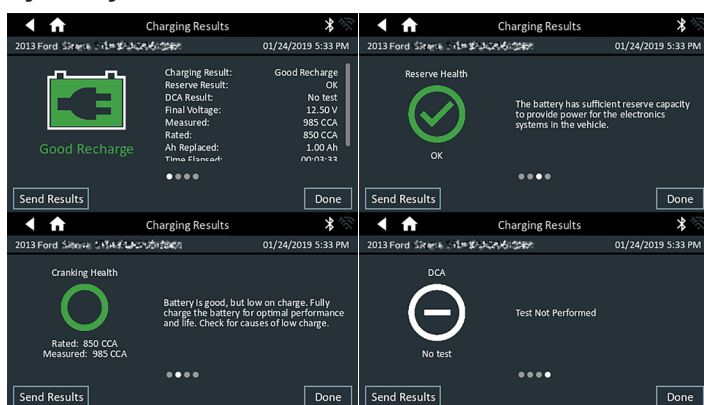 Charging Results
2013 Ford
01/24/2019 5:33 PM
Good Recharge
Charging Result: Good Recharge
Reserve Result: OK
DCA Result: No test
Final Voltage: 12.50 V
Measured: 985 CCA
Rated: 850 CCA
Ah Replaced: 1.00 Ah
Time Elapsed: 00:03:33
Send Results
Done
Charging Results
2013 Ford
01/24/2019 5:33 PM
Reserve Health
OK
The battery has sufficient reserve capacity
to provide power for the electronics
systems in the vehicle.
Send Results
Done
Charging Results
2013 Ford
01/24/2019 5:33 PM
Cranking Health
Rated: 850 CCA
Measured: 985 CCA
Battery is good, but low on charge. Fully
charge the battery for optimal performance
and life. Check for causes of low charge.
Send Results
Done
Charging Results
2013 Ford
01/24/2019 5:33 PM
DCA
No test
Test Not Performed
Send Results
Done